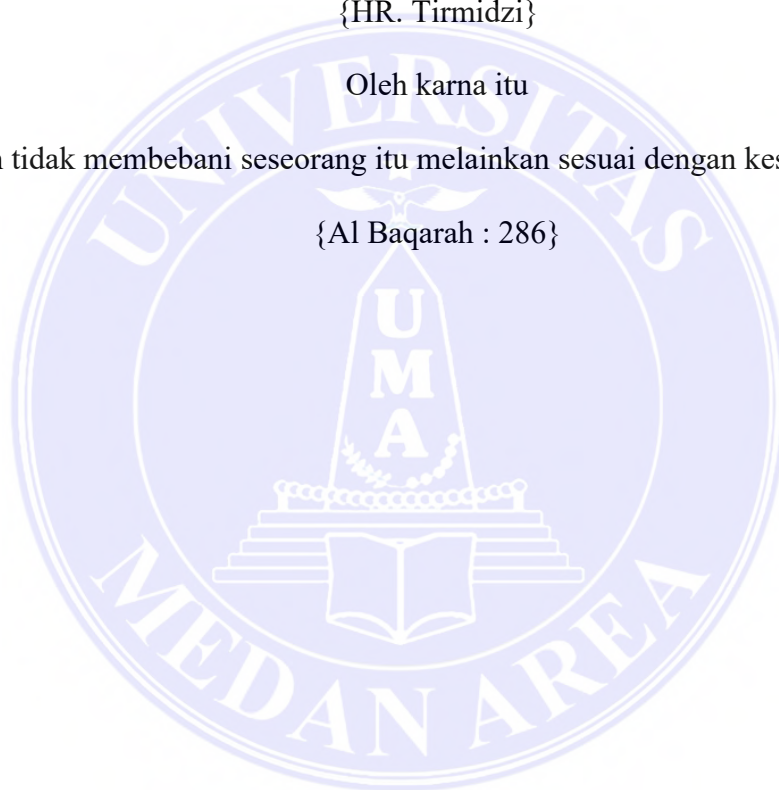 {HR. Tirmidzi}
Oleh karna itu
tidak membebani seseorang itu melainkan sesuai dengan
{Al Baqarah : 286}
UNIVERSITAS
UMA
MEDAN AREA